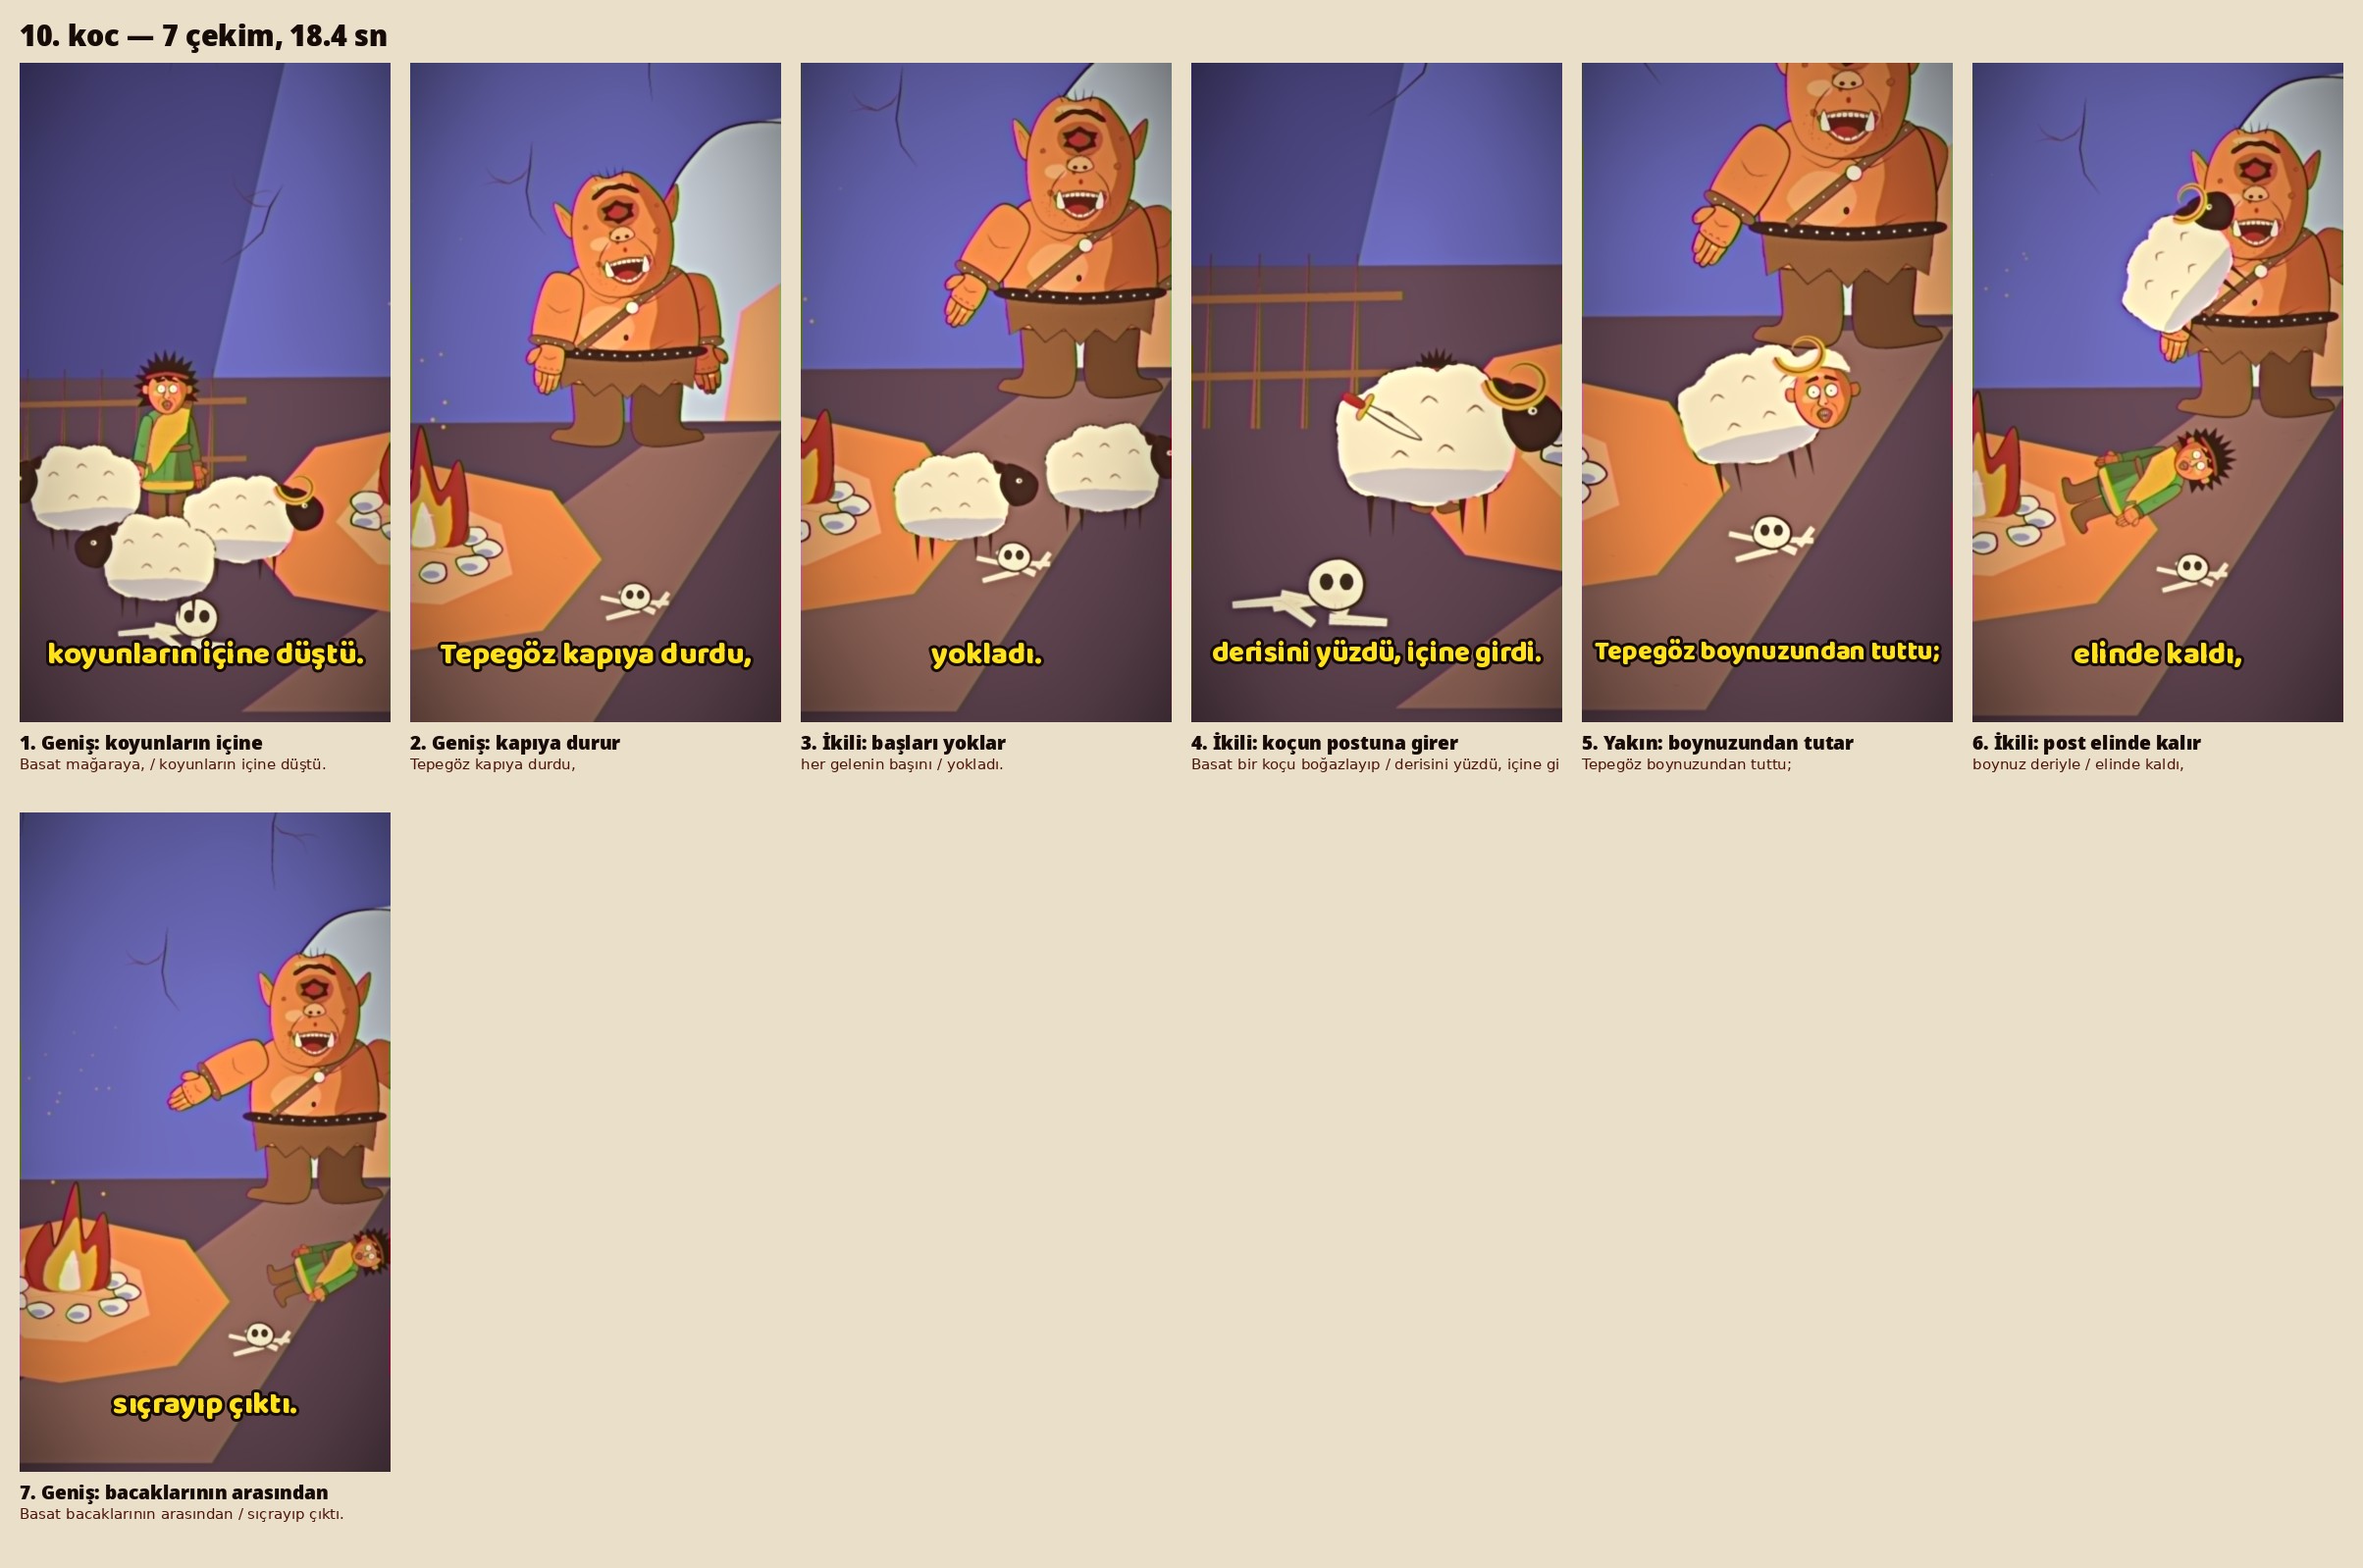 10. koc — 7 çekim, 18.4 sn
koyunların içine düştü.
Tepegöz kapıya durdu,
yokladı.
derisini yüzdü, içine girdi.
Tepegöz boynuzundan tuttu;
elinde kaldı,
1. Geniş: koyunların içine
Basat mağaraya, / koyunların içine düştü.
2. Geniş: kapıya durur
Tepegöz kapıya durdu,
3. İkili: başları yoklar
her gelenin başını / yokladı.
4. İkili: koçun postuna girer
Basat bir koçu boğazlayıp / derisini yüzdü, içine gi
5. Yakın: boynuzundan tutar
Tepegöz boynuzundan tuttu;
6. İkili: post elinde kalır
boynuz deriyle / elinde kaldı,
sıçrayıp çıktı.
7. Geniş: bacaklarının arasından
Basat bacaklarının arasından / sıçrayıp çıktı.